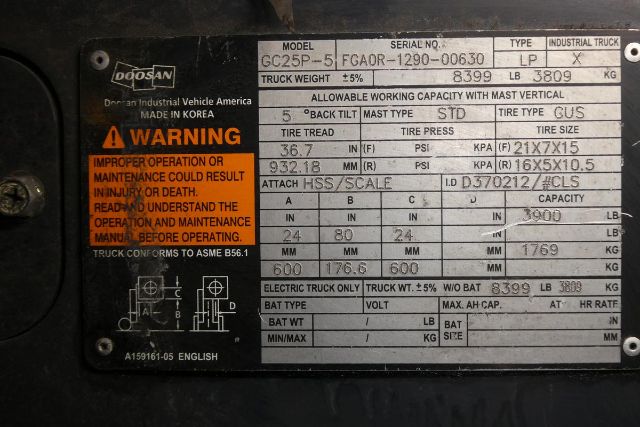 DOOSAN
Doosan Industrial Vehicle America
MADE IN KOREA
WARNING
IMPROPER OPERATION OR
MAINTENANCE COULD RESULT
IN INJURY OR DEATH.
READ AND UNDERSTAND THE
OPERATION AND MAINTENANCE
MANUAL BEFORE OPERATING.
TRUCK CONFORMS TO ASME B56.1
C
A
B
D
A159161-05 ENGLISH
MODEL SERIAL NO. TYPE INDUSTRIAL TRUCK
GC25P-5 FGA0R-1290-00630 LP X
TRUCK WEIGHT ±5% 8399 LB 3809 KG
ALLOWABLE WORKING CAPACITY WITH MAST VERTICAL
5 °BACK TILT MAST TYPE STD TIRE TYPE CUS
TIRE TREAD TIRE PRESS TIRE SIZE
36.7 IN (F) PSI KPA (F) 21X7X15
932.18 MM (R) PSI KPA (R) 16X5X10.5
ATTACH HSS/SCALE I.D D370212/#CLS
A B C D CAPACITY
IN IN IN IN 3900 LB
24 80 24
MM MM MM MM 1769 KG
600 176.6 600
ELECTRIC TRUCK ONLY TRUCK WT. ±5% W/O BAT 8399 LB 3809 KG
BAT TYPE VOLT MAX. AH CAP. AT HR RATE
BAT WT / LB BAT SIZE IN
MIN/MAX / KG MM